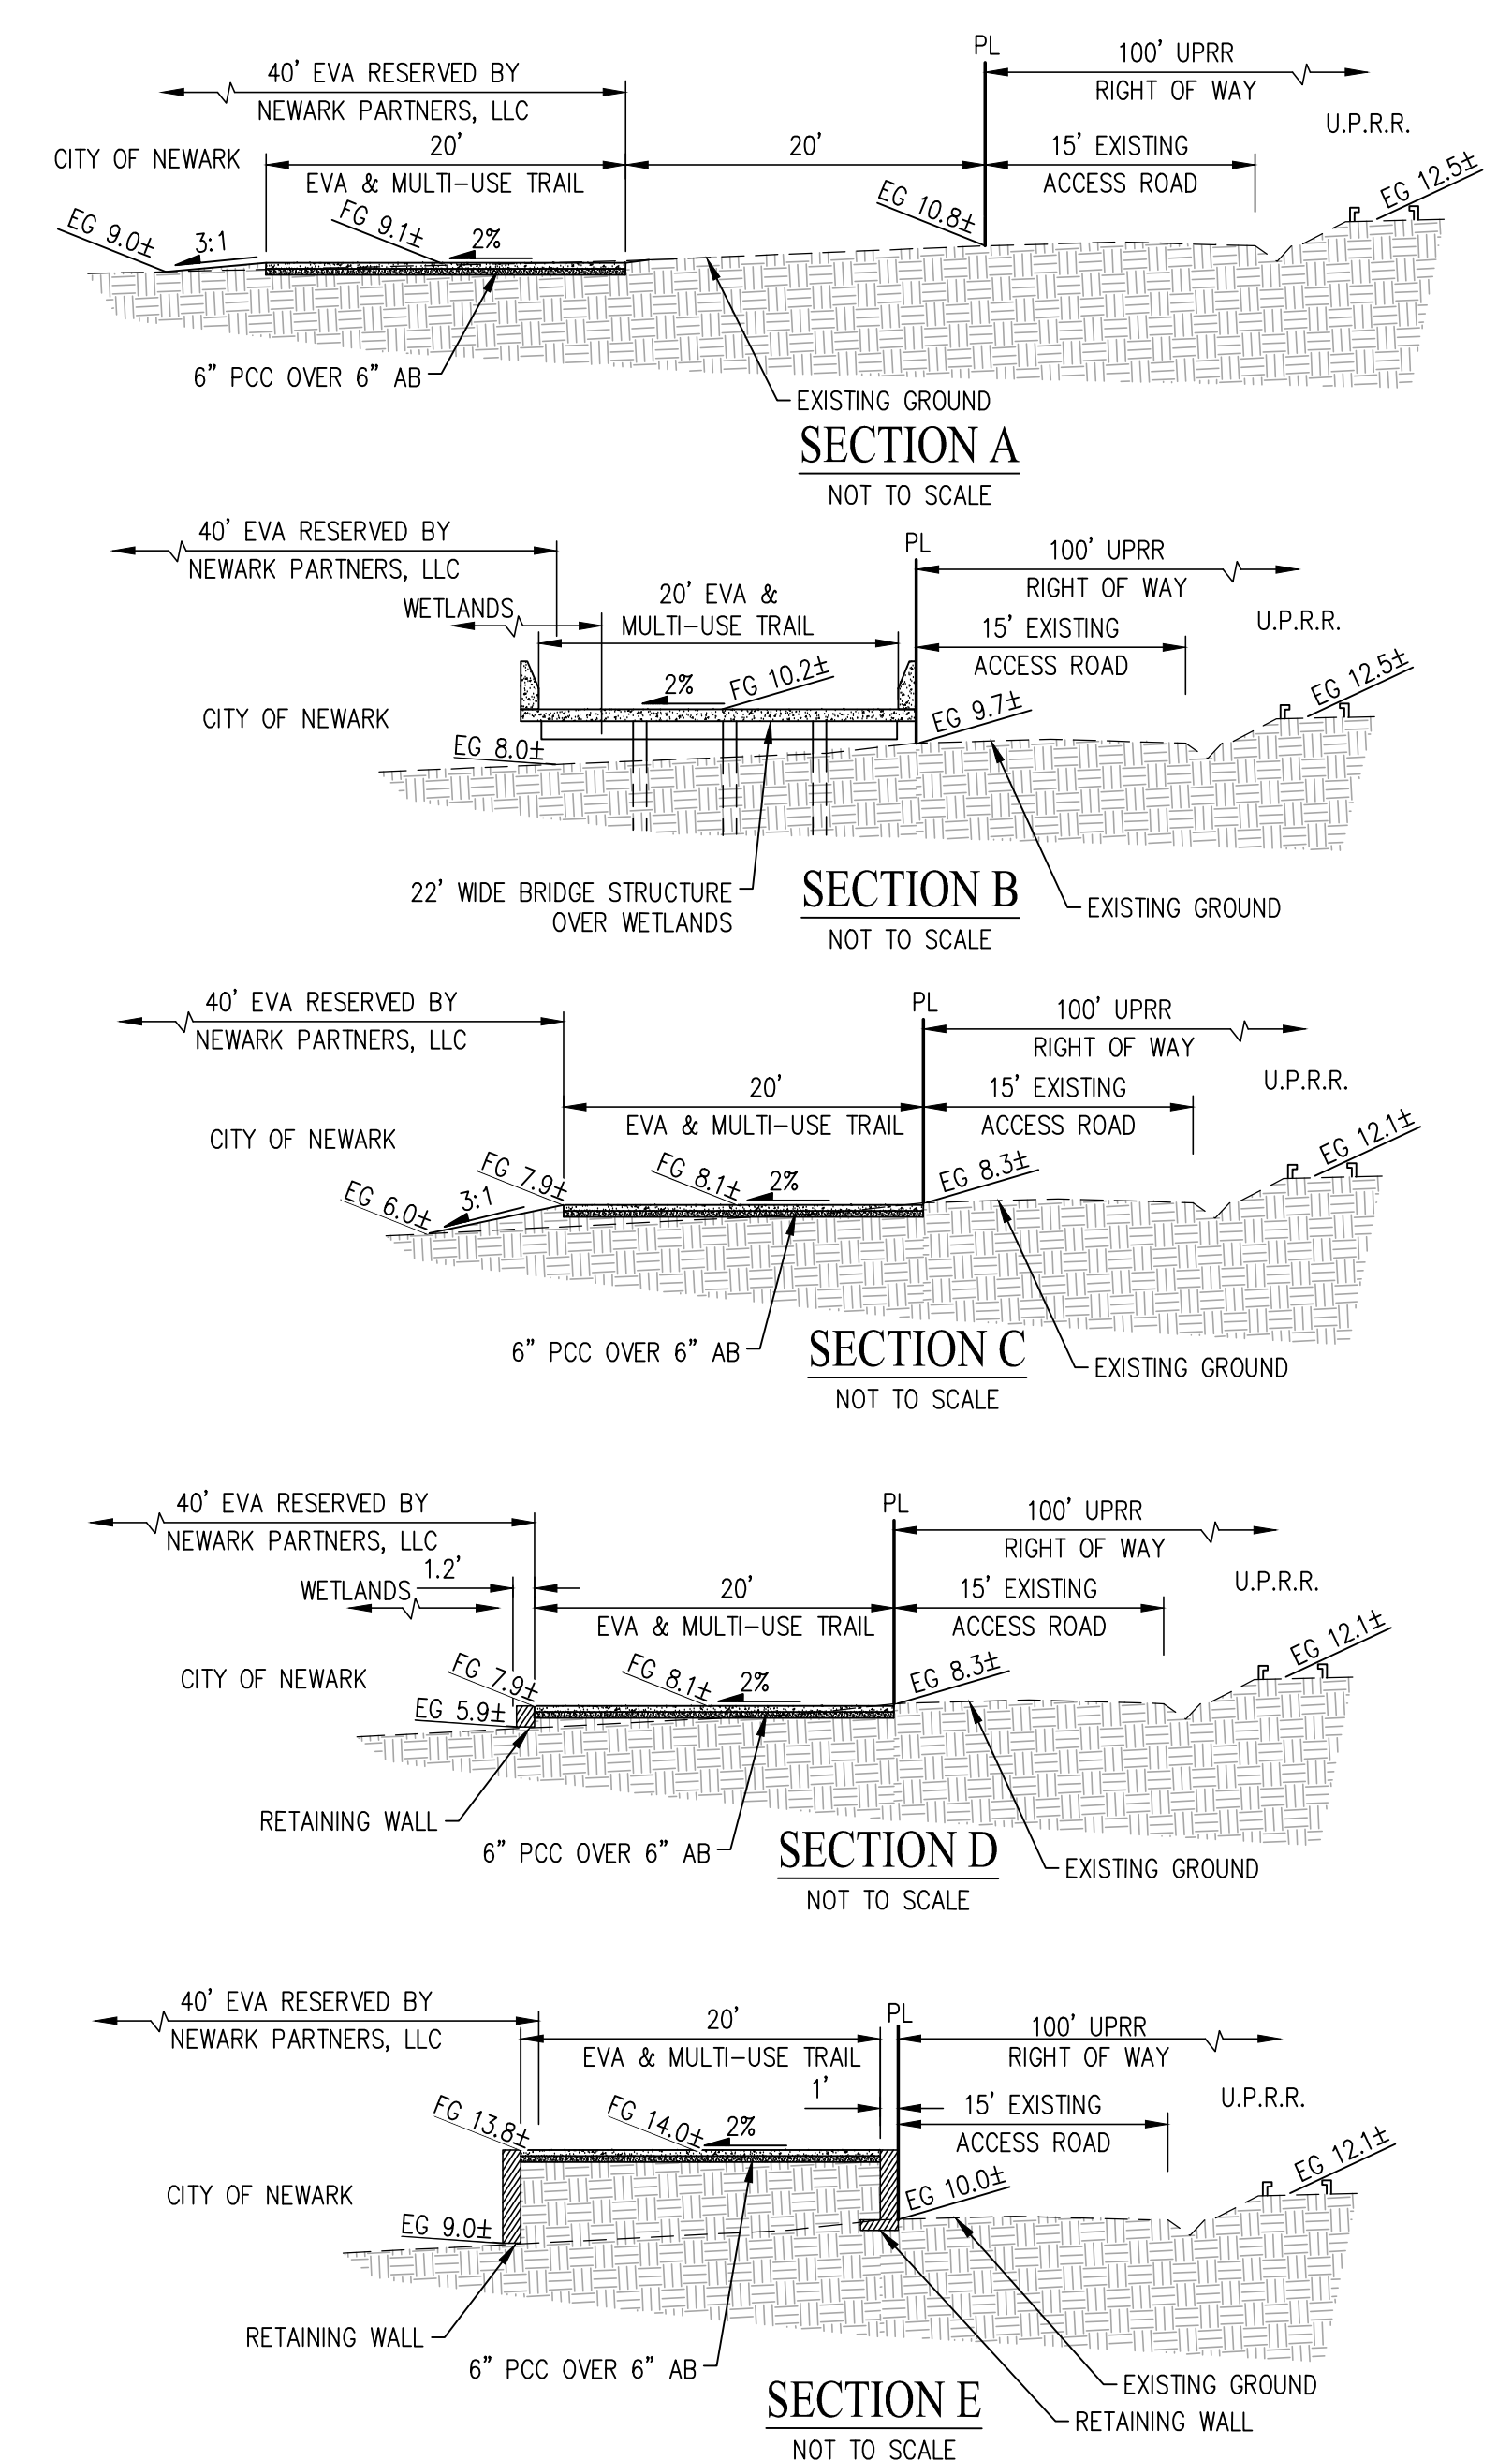 40' EVA RESERVED BY
NEWARK PARTNERS, LLC
PL
100' UPRR
RIGHT OF WAY
U.P.R.R.
CITY OF NEWARK
20'
EVA & MULTI-USE TRAIL
20'
15' EXISTING
ACCESS ROAD
EG 9.0±
3:1
FG 9.1±
2%
EG 10.8±
EG 12.5±
6" PCC OVER 6" AB
EXISTING GROUND
SECTION A
NOT TO SCALE
40' EVA RESERVED BY
NEWARK PARTNERS, LLC
PL
100' UPRR
RIGHT OF WAY
WETLANDS
20' EVA &
MULTI-USE TRAIL
15' EXISTING
ACCESS ROAD
U.P.R.R.
CITY OF NEWARK
2%
FG 10.2±
EG 8.0±
EG 9.7±
EG 12.5±
22' WIDE BRIDGE STRUCTURE
OVER WETLANDS
EXISTING GROUND
SECTION B
NOT TO SCALE
40' EVA RESERVED BY
NEWARK PARTNERS, LLC
PL
100' UPRR
RIGHT OF WAY
20'
EVA & MULTI-USE TRAIL
15' EXISTING
ACCESS ROAD
U.P.R.R.
CITY OF NEWARK
EG 6.0±
3:1
FG 7.9±
FG 8.1±
2%
EG 8.3±
EG 12.1±
6" PCC OVER 6" AB
EXISTING GROUND
SECTION C
NOT TO SCALE
40' EVA RESERVED BY
NEWARK PARTNERS, LLC
PL
100' UPRR
RIGHT OF WAY
WETLANDS
1.2'
20'
EVA & MULTI-USE TRAIL
15' EXISTING
ACCESS ROAD
U.P.R.R.
CITY OF NEWARK
FG 7.9±
EG 5.9±
FG 8.1±
2%
EG 8.3±
EG 12.1±
RETAINING WALL
6" PCC OVER 6" AB
EXISTING GROUND
SECTION D
NOT TO SCALE
40' EVA RESERVED BY
NEWARK PARTNERS, LLC
20'
EVA & MULTI-USE TRAIL
PL
100' UPRR
RIGHT OF WAY
1'
15' EXISTING
ACCESS ROAD
U.P.R.R.
CITY OF NEWARK
FG 13.8±
FG 14.0±
2%
EG 9.0±
EG 10.0±
EG 12.1±
RETAINING WALL
6" PCC OVER 6" AB
EXISTING GROUND
RETAINING WALL
SECTION E
NOT TO SCALE